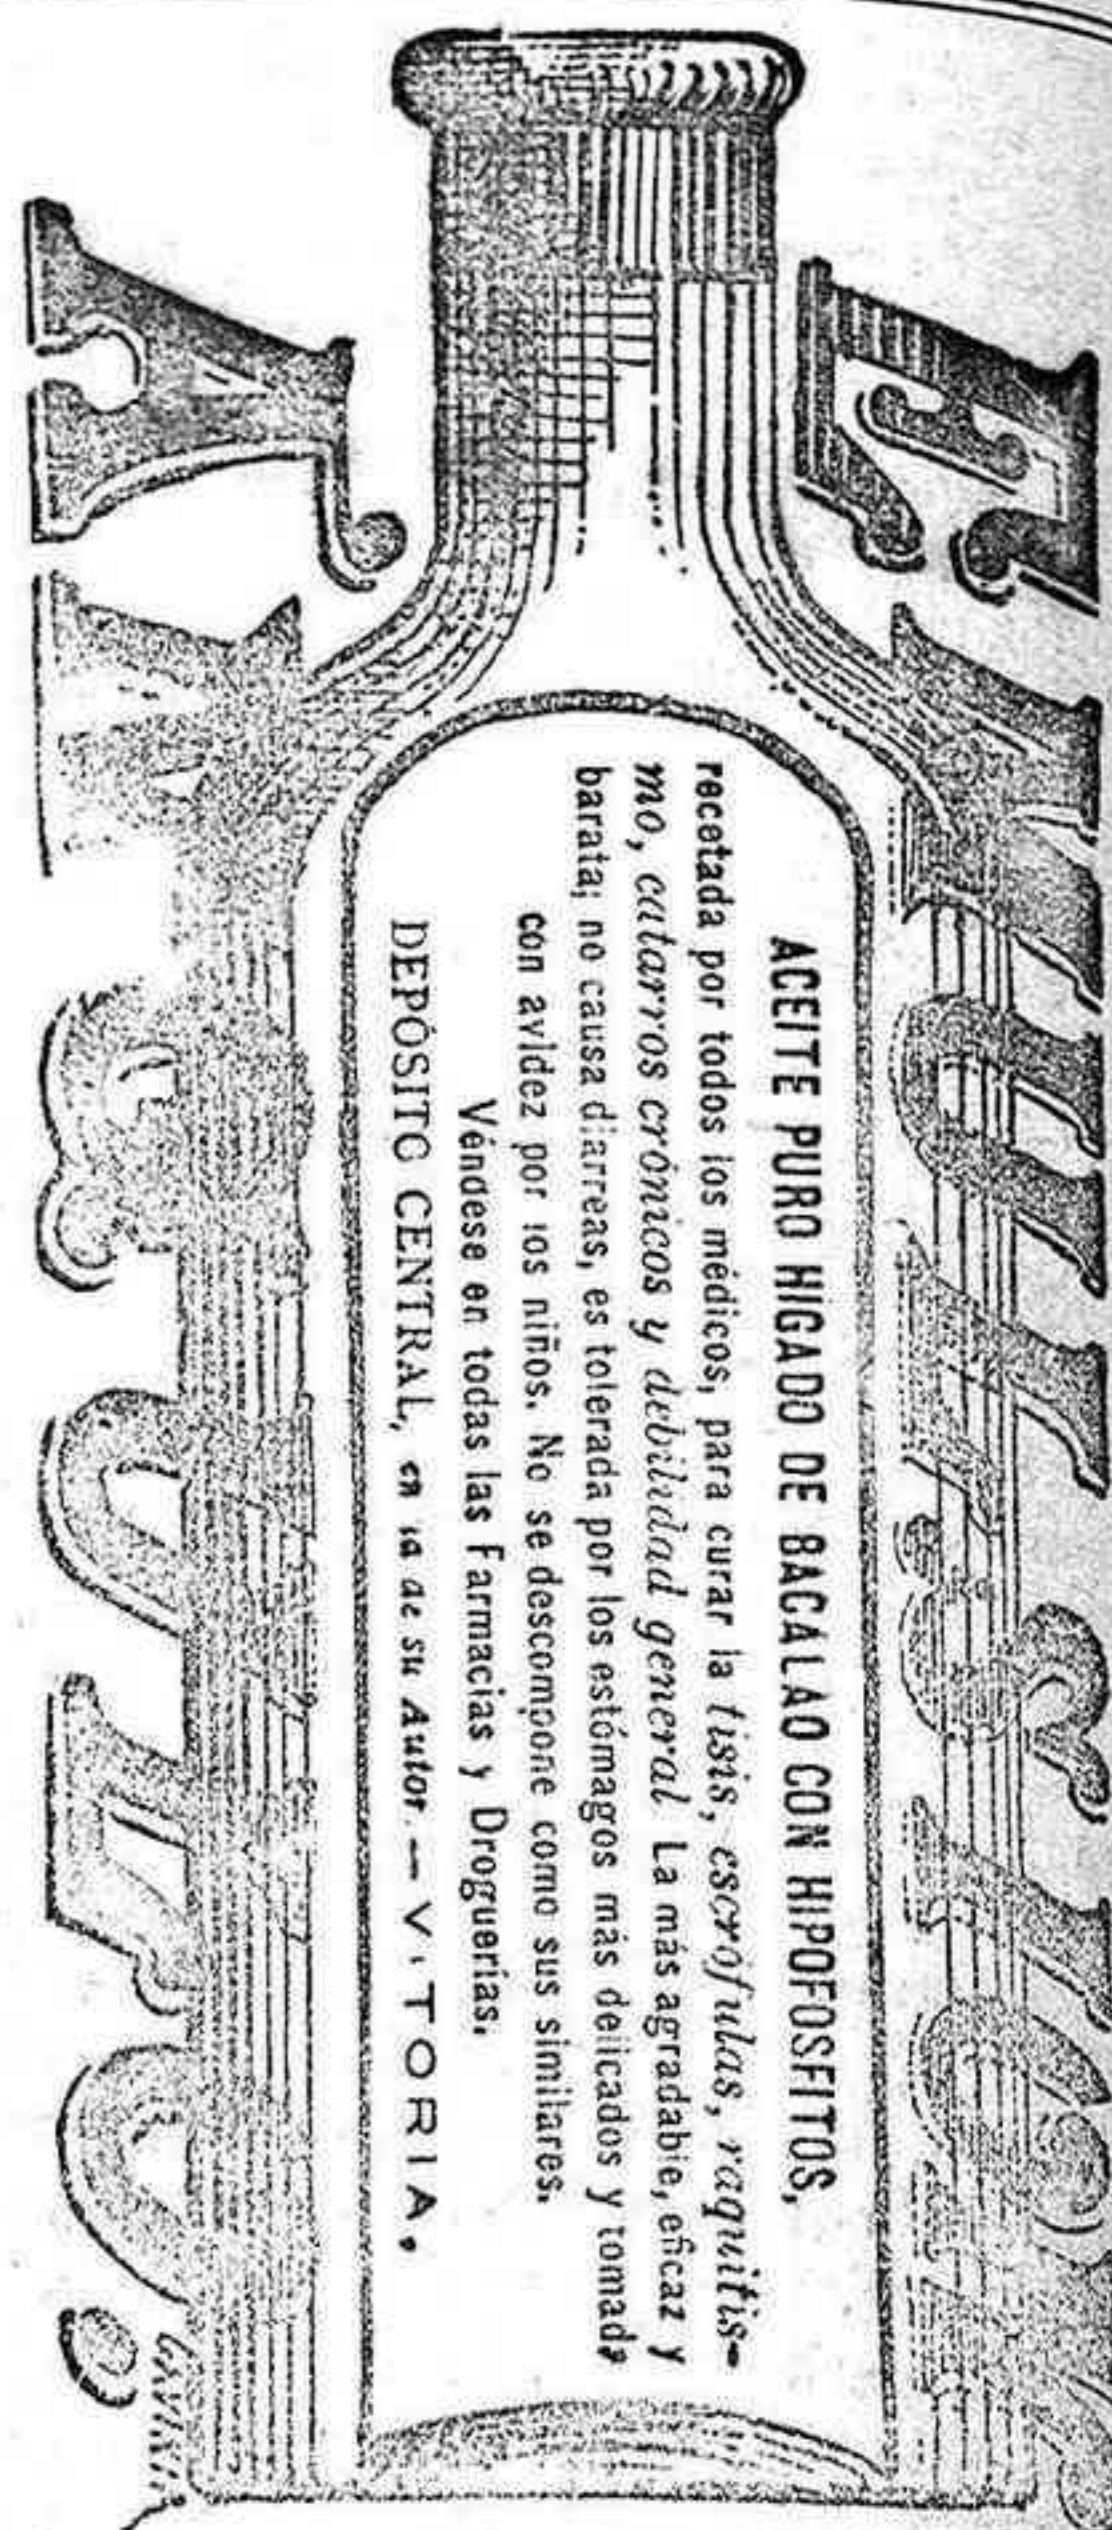 EMULSIÓN
ACEITE PURO HIGADO DE BACALAO CON HIPOFOSFITOS,
recetada por todos los médicos, para curar la tisis, escrófulas, raquitis-
mo, catarros crónicos y debilidad general. La más agradable, eficaz y
barata; no causa diarreas, es tolerada por los estómagos más delicados y tomada
con avidez por los niños. No se descompone como sus similares.
Véndese en todas las Farmacias y Droguerías.
DEPÓSITO CENTRAL, en la de su Autor.—VITORIA.